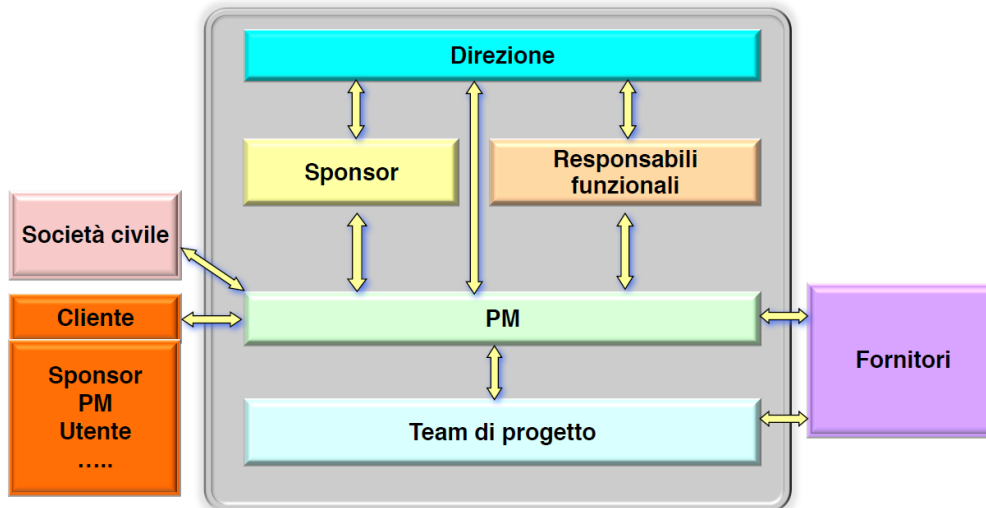 Direzione
Sponsor
Responsabili
funzionali
Società civile
PM
Cliente
Sponsor
PM
Utente
…..
Fornitori
Team di progetto